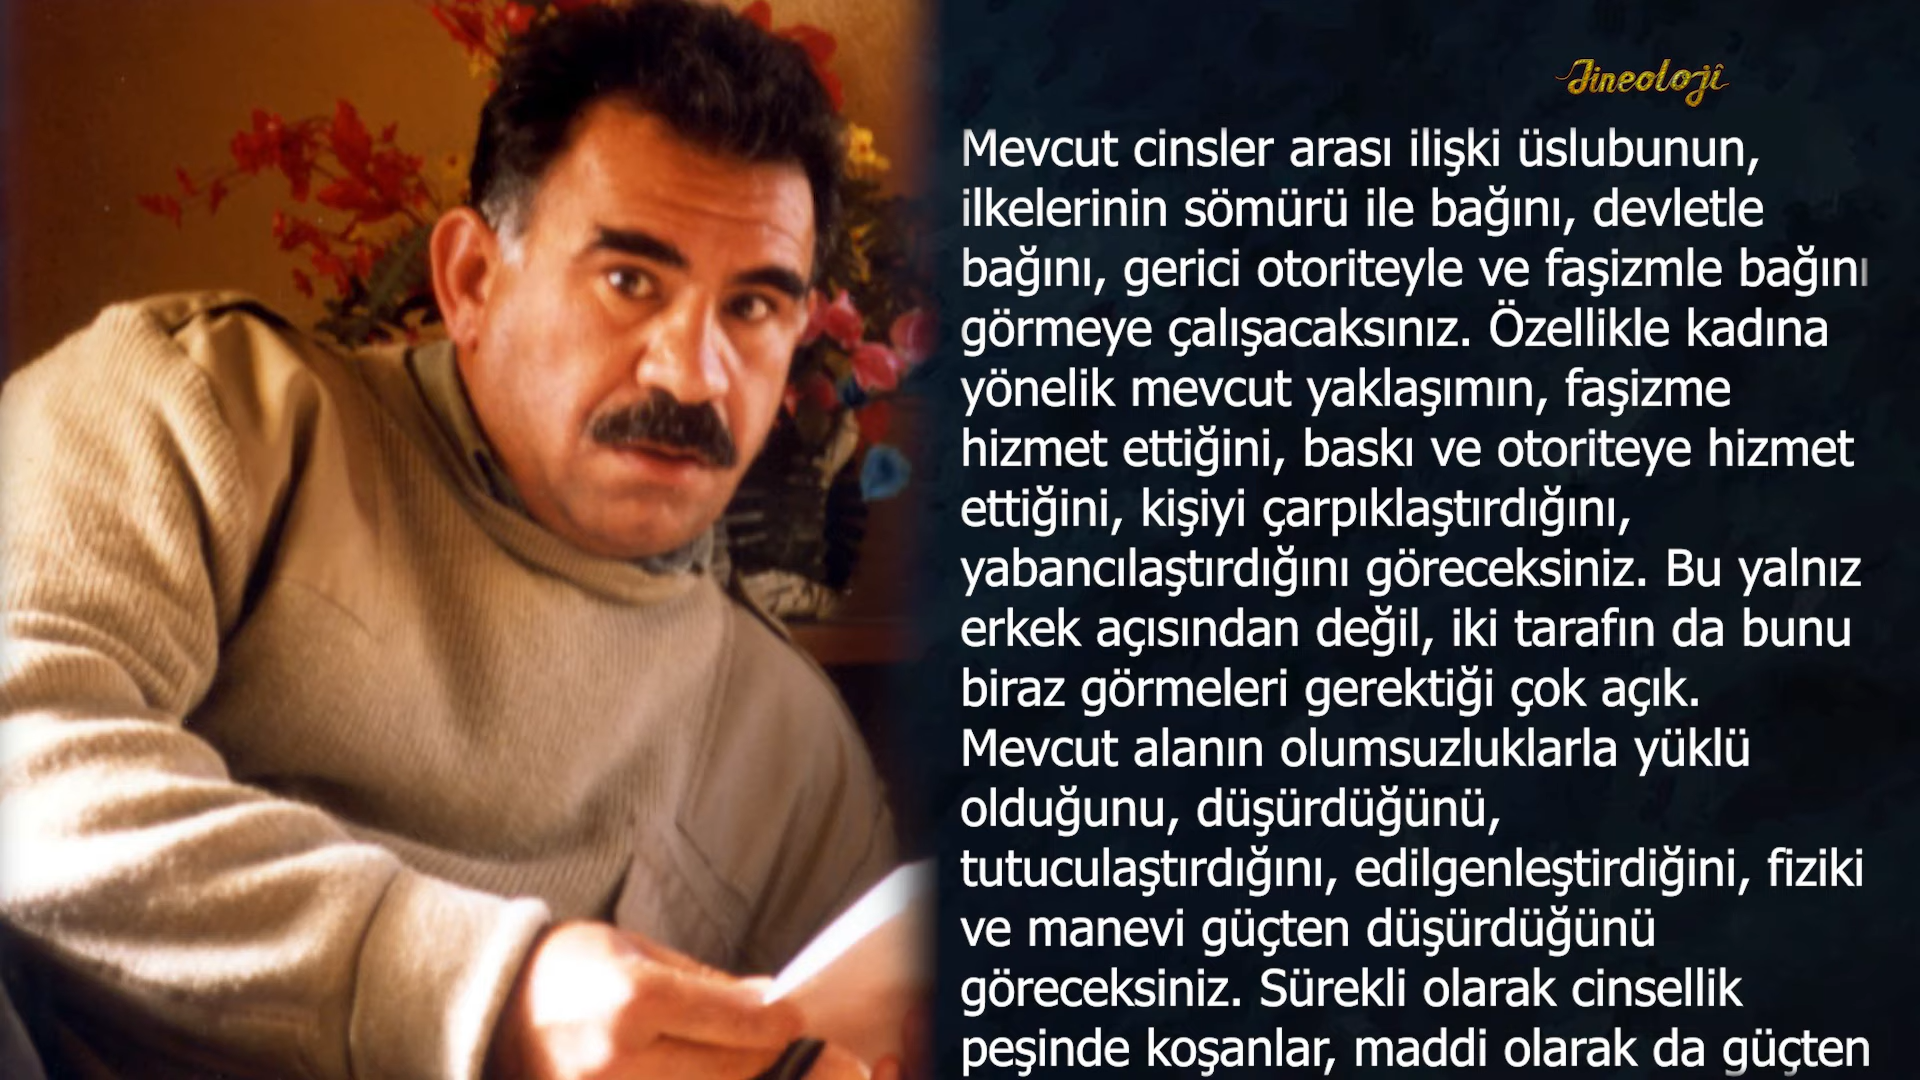 Jineolojî
Mevcut cinsler arası ilişki üslubunun,
ilkelerinin sömürü ile bağını, devletle
bağını, gerici otoriteyle ve faşizmle bağını
görmeye çalışacaksınız. Özellikle kadına
yönelik mevcut yaklaşımın, faşizme
hizmet ettiğini, baskı ve otoriteye hizmet
ettiğini, kişiyi çarpıklaştırdığını,
yabancılaştırdığını göreceksiniz. Bu yalnız
erkek açısından değil, iki tarafın da bunu
biraz görmeleri gerektiği çok açık.
Mevcut alanın olumsuzluklarla yüklü
olduğunu, düşürdüğünü,
tutuculaştırdığını, edilgenleştirdiğini, fiziki
ve manevi güçten düşürdüğünü
göreceksiniz. Sürekli olarak cinsellik
peşinde koşanlar, maddi olarak da güçten